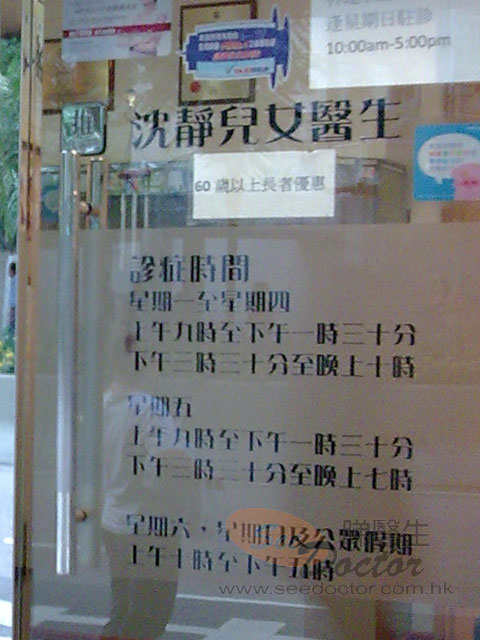 逢星期日駐診
10:00am-5:00pm
沈靜兒女醫生
60 歲以上長者優惠
診症時間
星期一至星期四
上午九時至下午一時三十分
下午三時三十分至晚上十時
星期五
上午九時至下午一時三十分
下午三時三十分至晚上七時
星期六，星期日及公眾假期
上午十時至下午五時
睇醫生
Doctor
www.seedoctor.com.hk